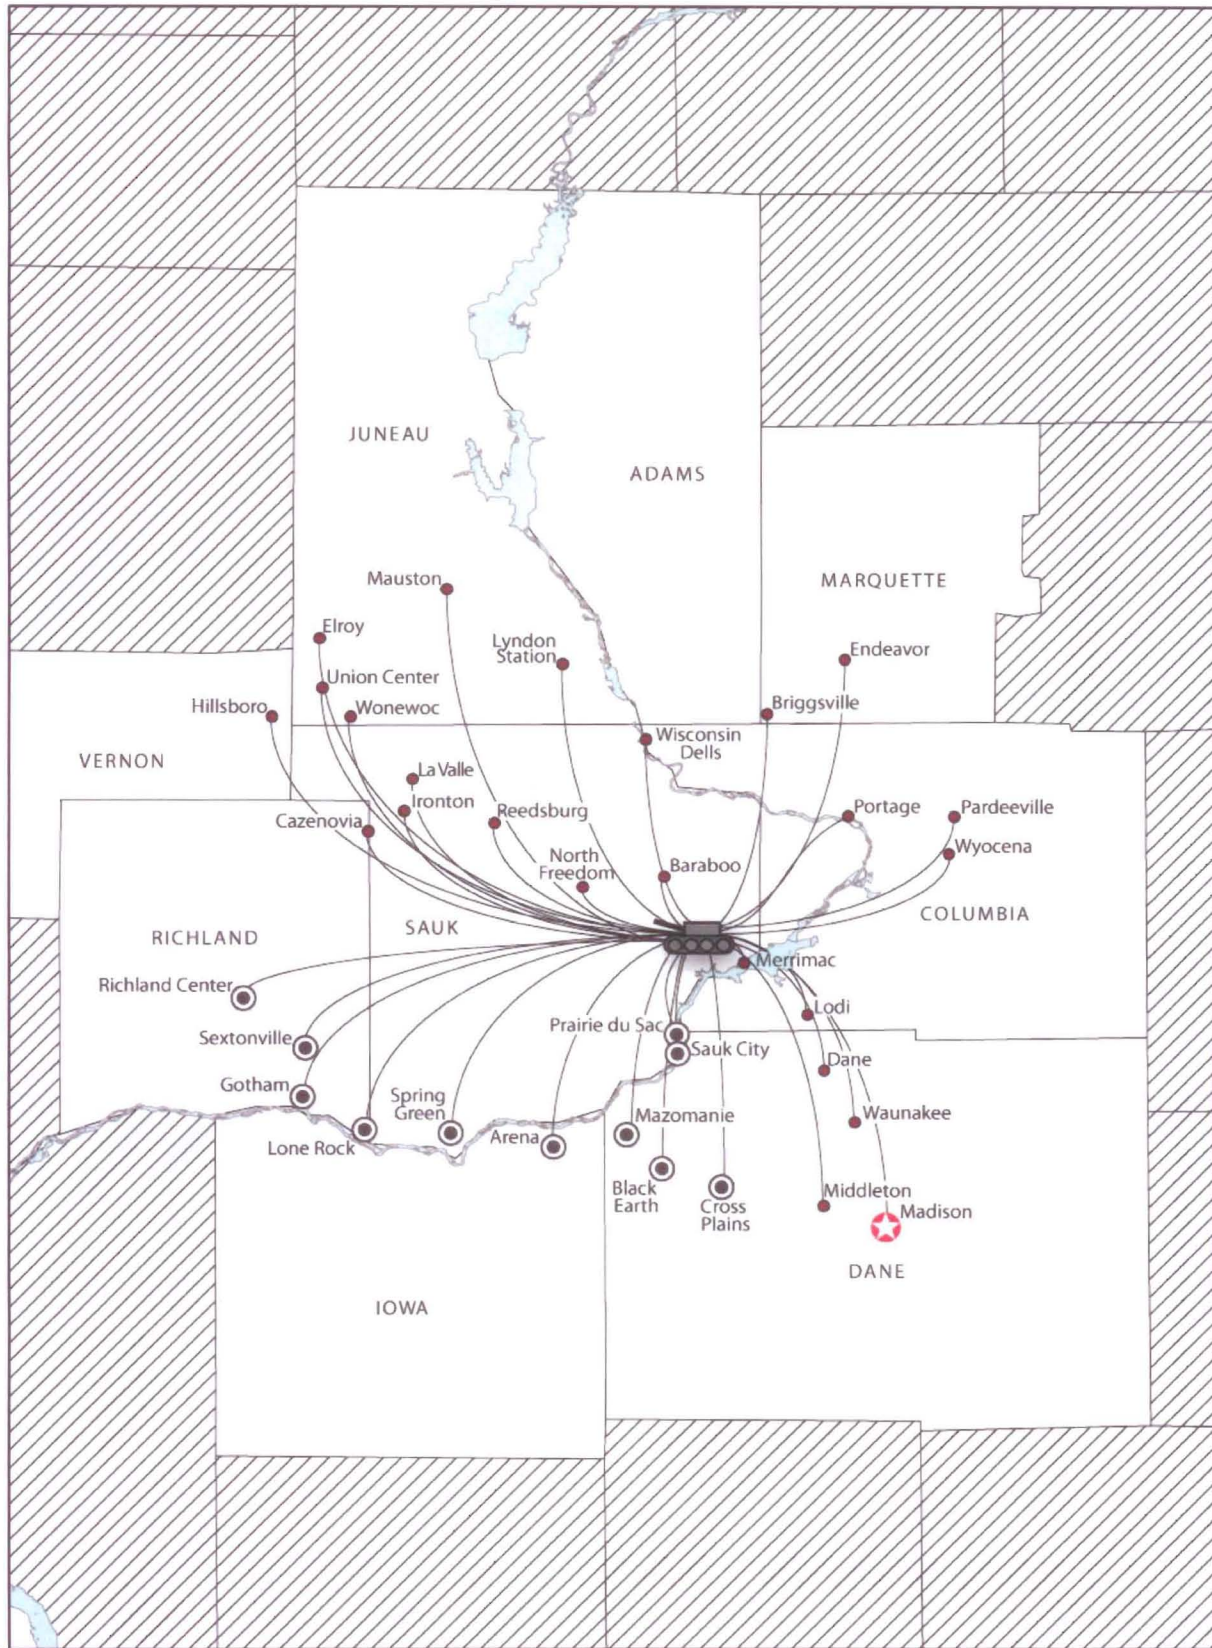 JUNEAU
ADAMS
MARQUETTE
Mauston
Elroy
Lyndon
Station
Endeavor
Union Center
Hillsboro
Wonewoc
Briggsville
Wisconsin
Dells
VERNON
La Valle
Ironton
Reedsburg
Portage
Pardeeville
Cazenovia
Wyocena
North
Freedom
Baraboo
COLUMBIA
SAUK
RICHLAND
Merrimac
Richland Center
Lodi
Prairie du Sac
Sextonville
Sauk City
Dane
Gotham
Spring
Green
Mazomanie
Waunakee
Arena
Lone Rock
Black
Earth
Cross
Plains
Middleton
Madison
DANE
IOWA